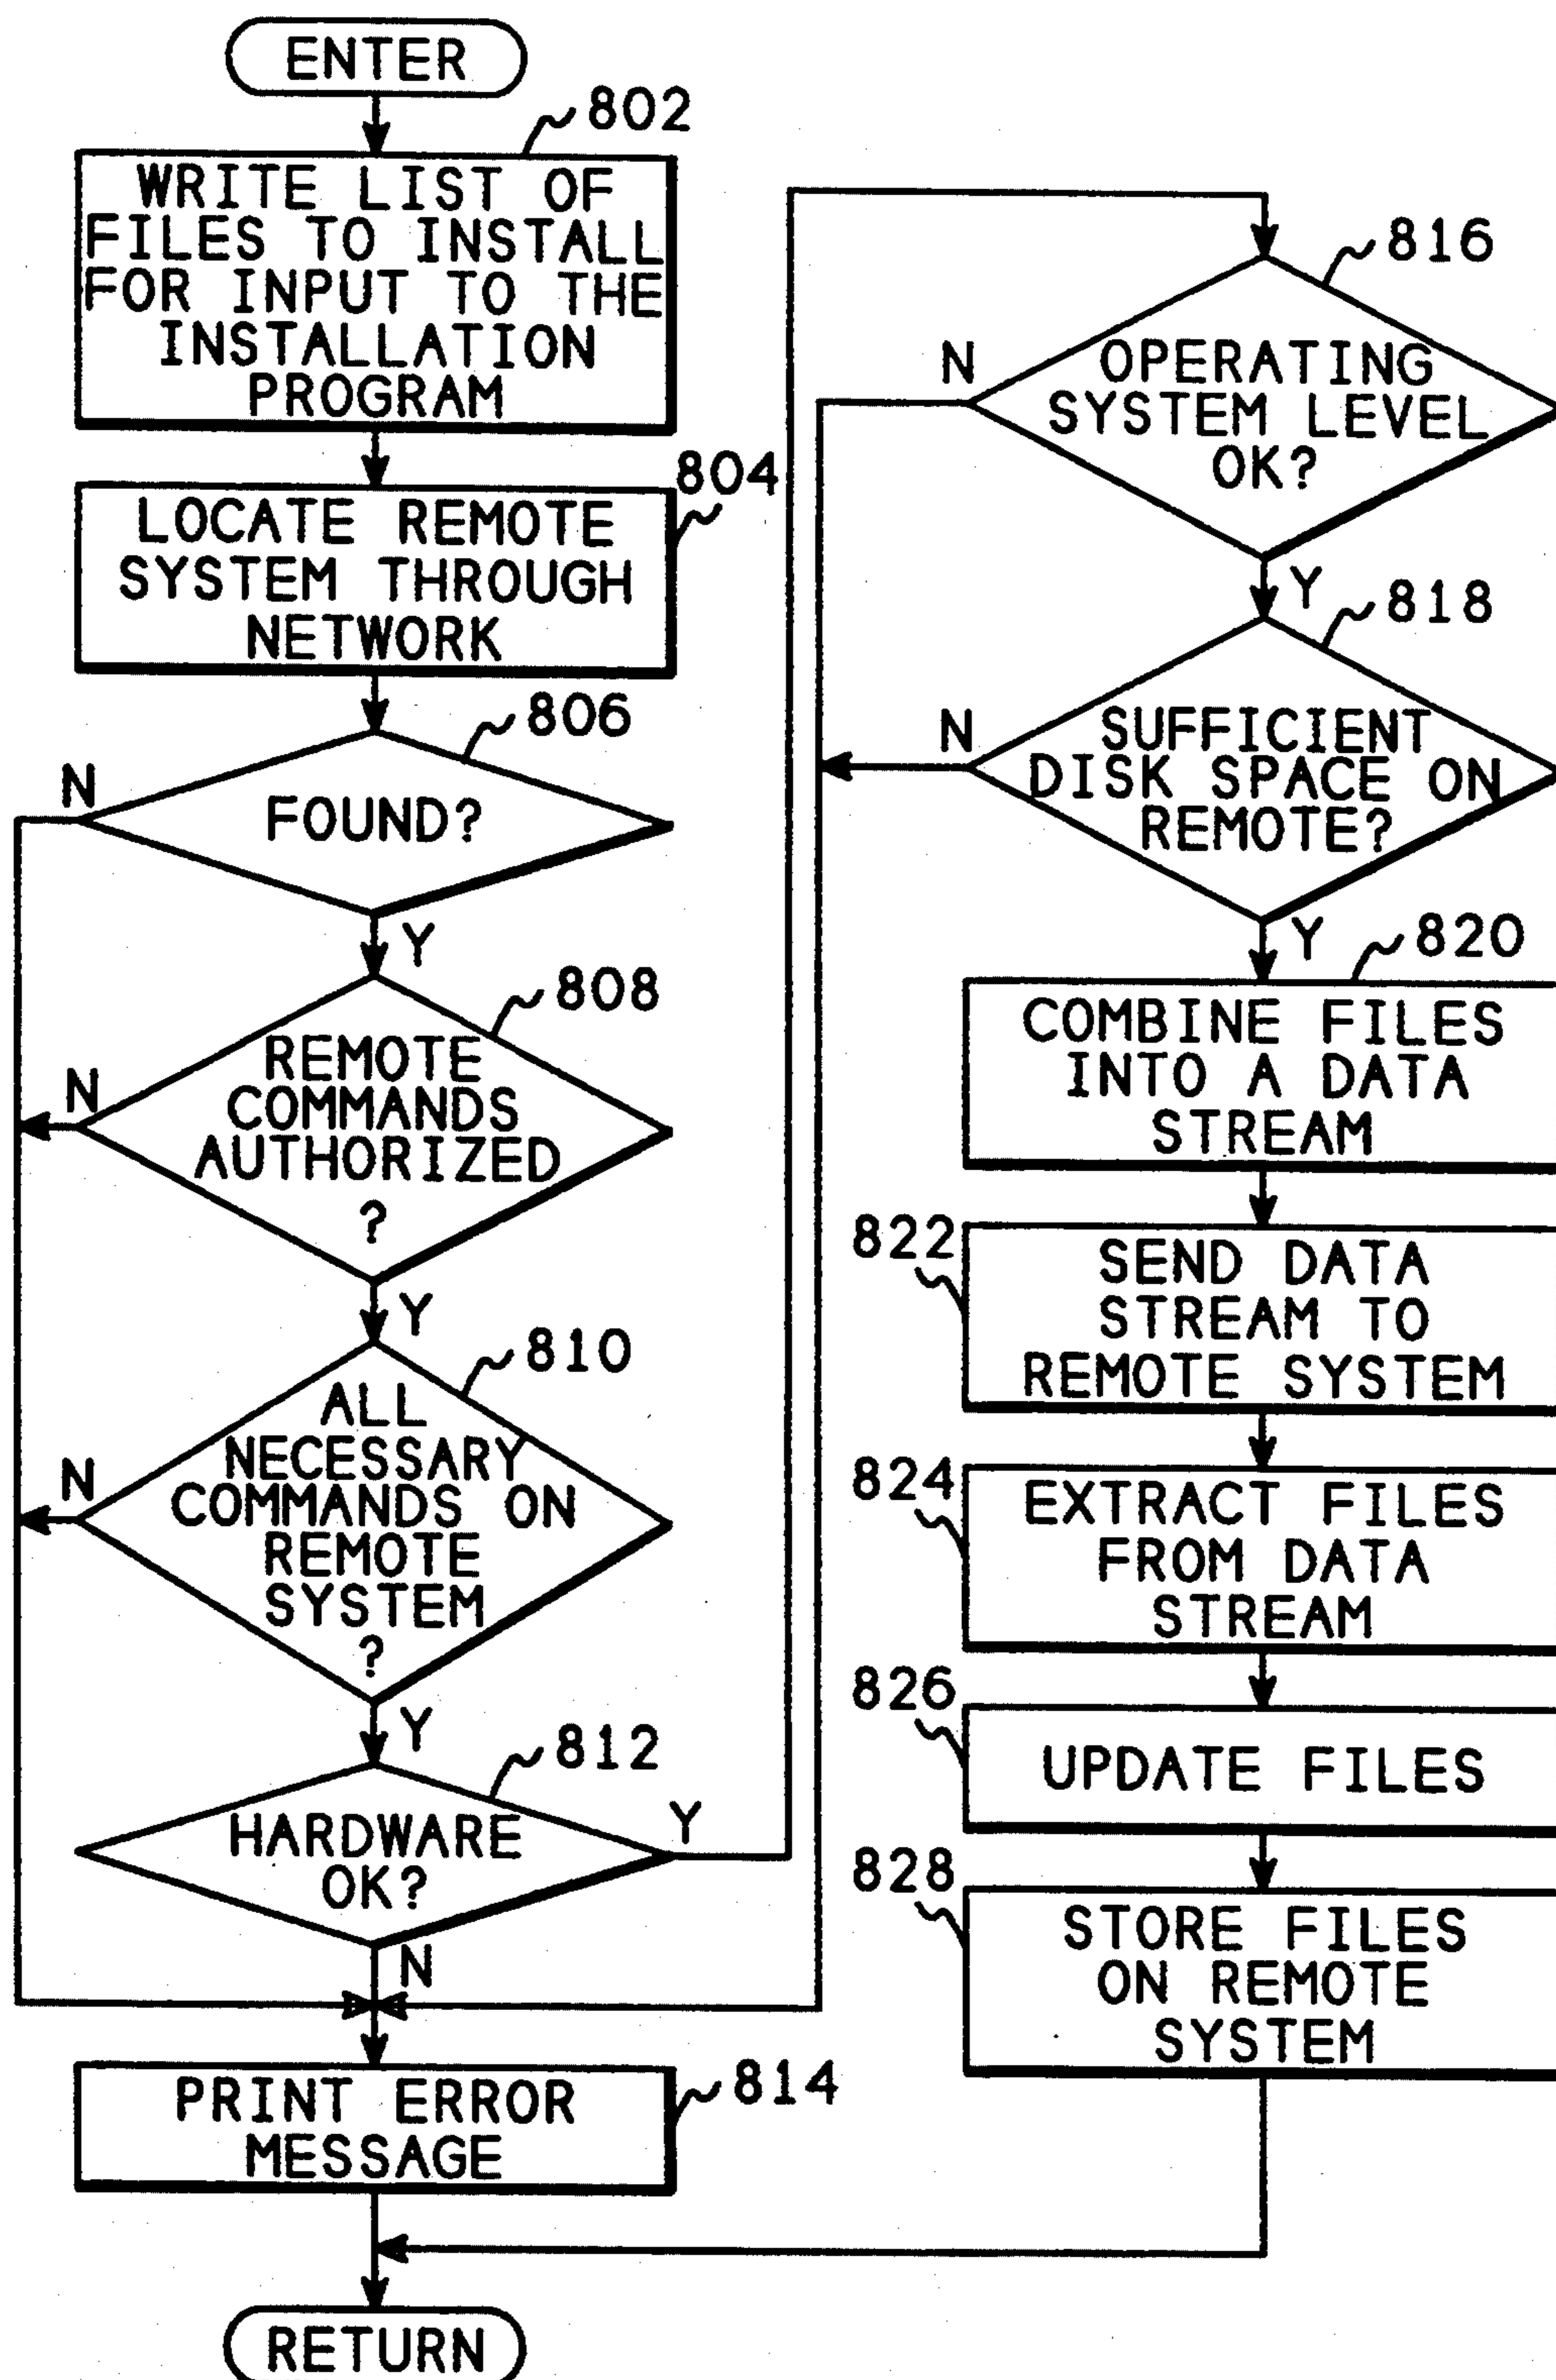 ENTER
802
WRITE LIST OF
FILES TO INSTALL
FOR INPUT TO THE
INSTALLATION
PROGRAM
804
LOCATE REMOTE
SYSTEM THROUGH
NETWORK
806
N
FOUND?
Y
808
N
REMOTE
COMMANDS
AUTHORIZED
?
Y
810
N
ALL
NECESSARY
COMMANDS ON
REMOTE
SYSTEM
?
Y
812
HARDWARE
OK?
Y
N
814
PRINT ERROR
MESSAGE
RETURN
816
N
OPERATING
SYSTEM LEVEL
OK?
Y
818
N
SUFFICIENT
DISK SPACE ON
REMOTE?
Y
820
COMBINE FILES
INTO A DATA
STREAM
822
SEND DATA
STREAM TO
REMOTE SYSTEM
824
EXTRACT FILES
FROM DATA
STREAM
826
UPDATE FILES
828
STORE FILES
ON REMOTE
SYSTEM